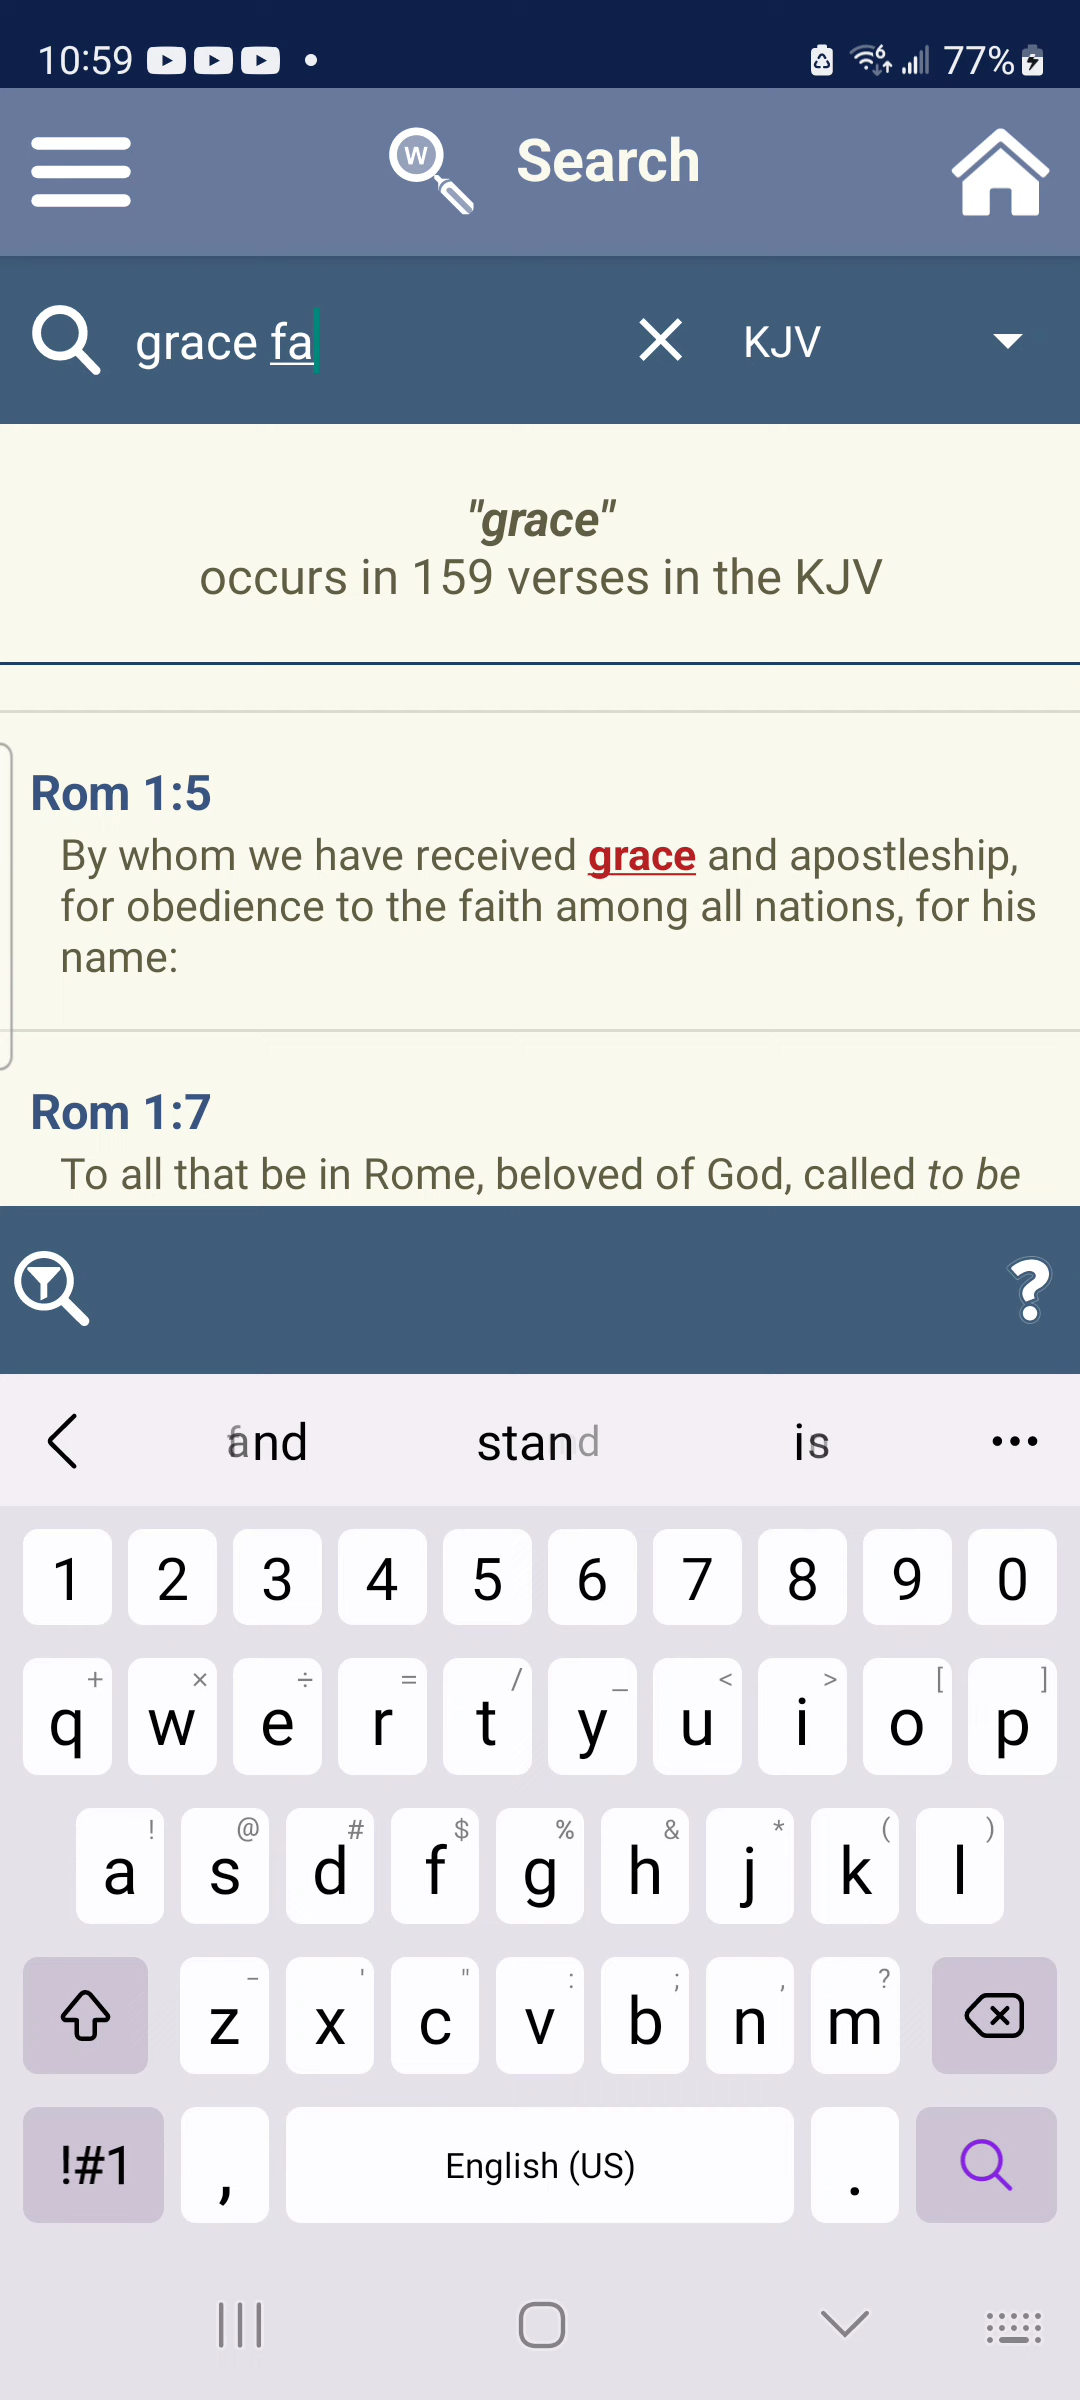 10:59
77%
W
Search
grace fa
KJV
"grace"
occurs in 159 verses in the KJV
Rom 1:5
By whom we have received grace and apostleship,
for obedience to the faith among all nations, for his
name:
Rom 1:7
To all that be in Rome, beloved of God, called to be
?
and stand is
1 2 3 4 5 6 7 8 9 0
+ × ÷ = / _ < > [ ]
q w e r t y u i o p
! @ # $ % & * ( )
a s d f g h j k l
- ' " : ; , ?
z x c v b n m
!#1 , English (US) .